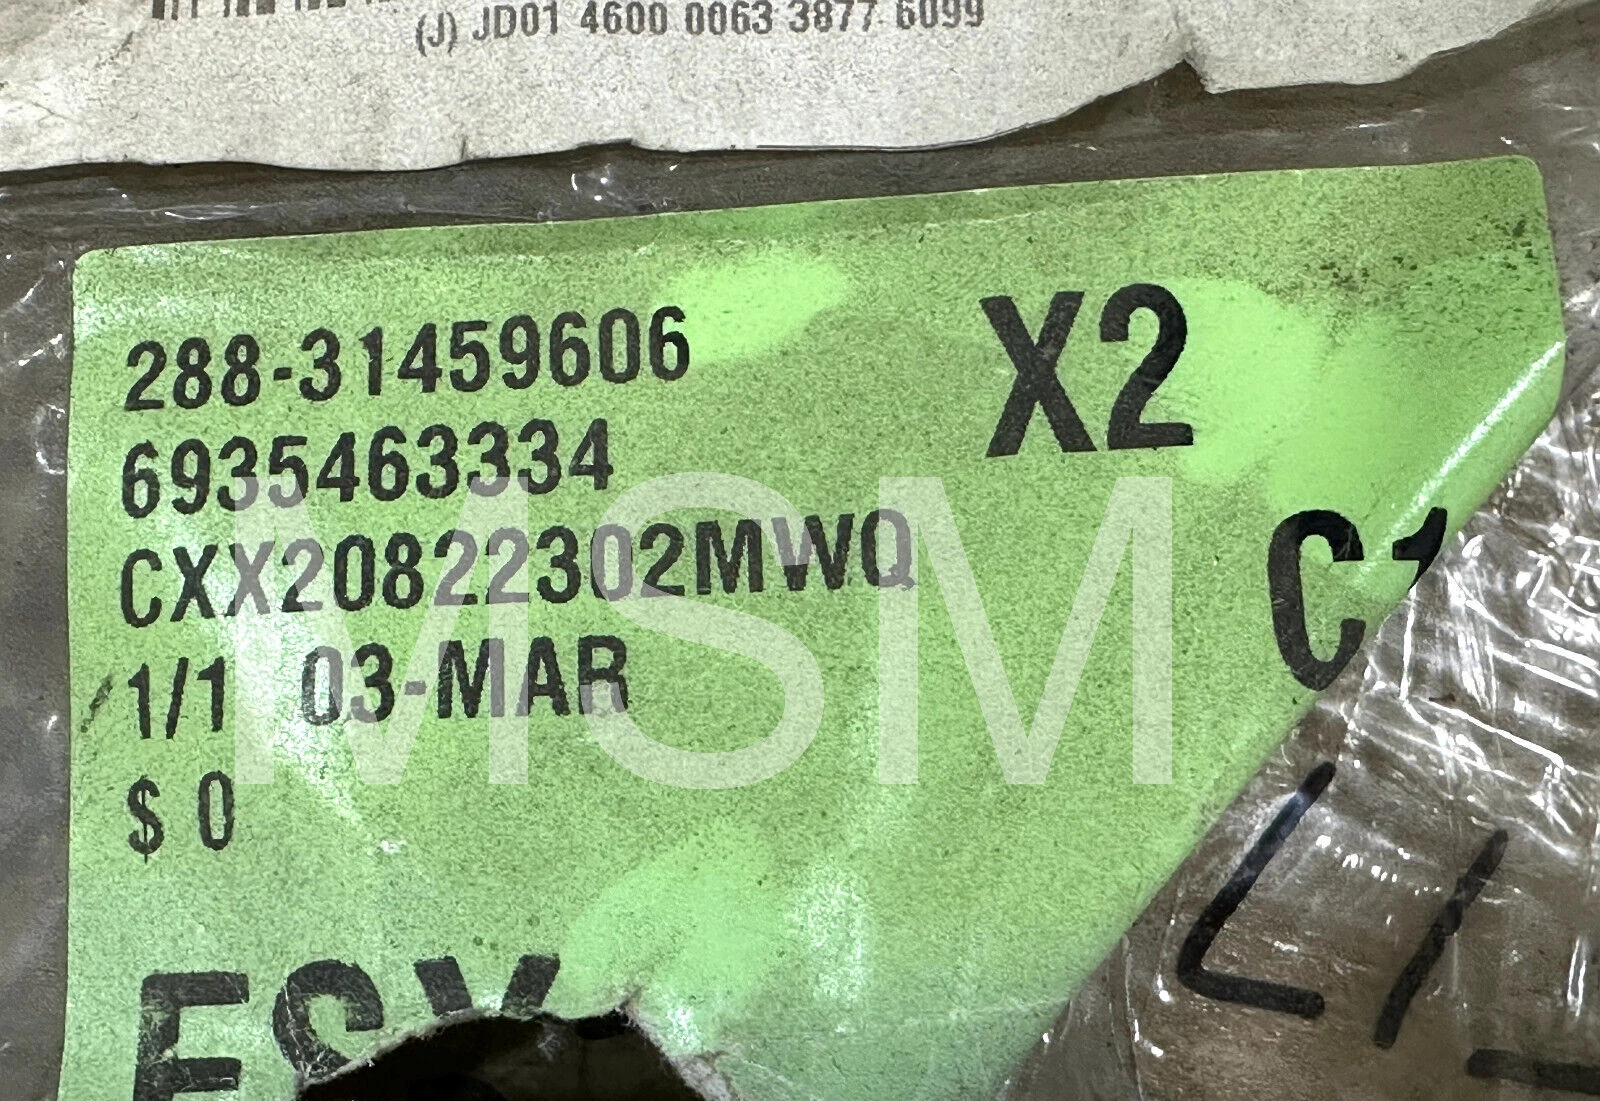 (J) JD01 4600 0063 3877 6099
288-31459606
X2
6935463334
CXX20822302MWQ
C1
1/1 03-MAR
$ 0
MSM